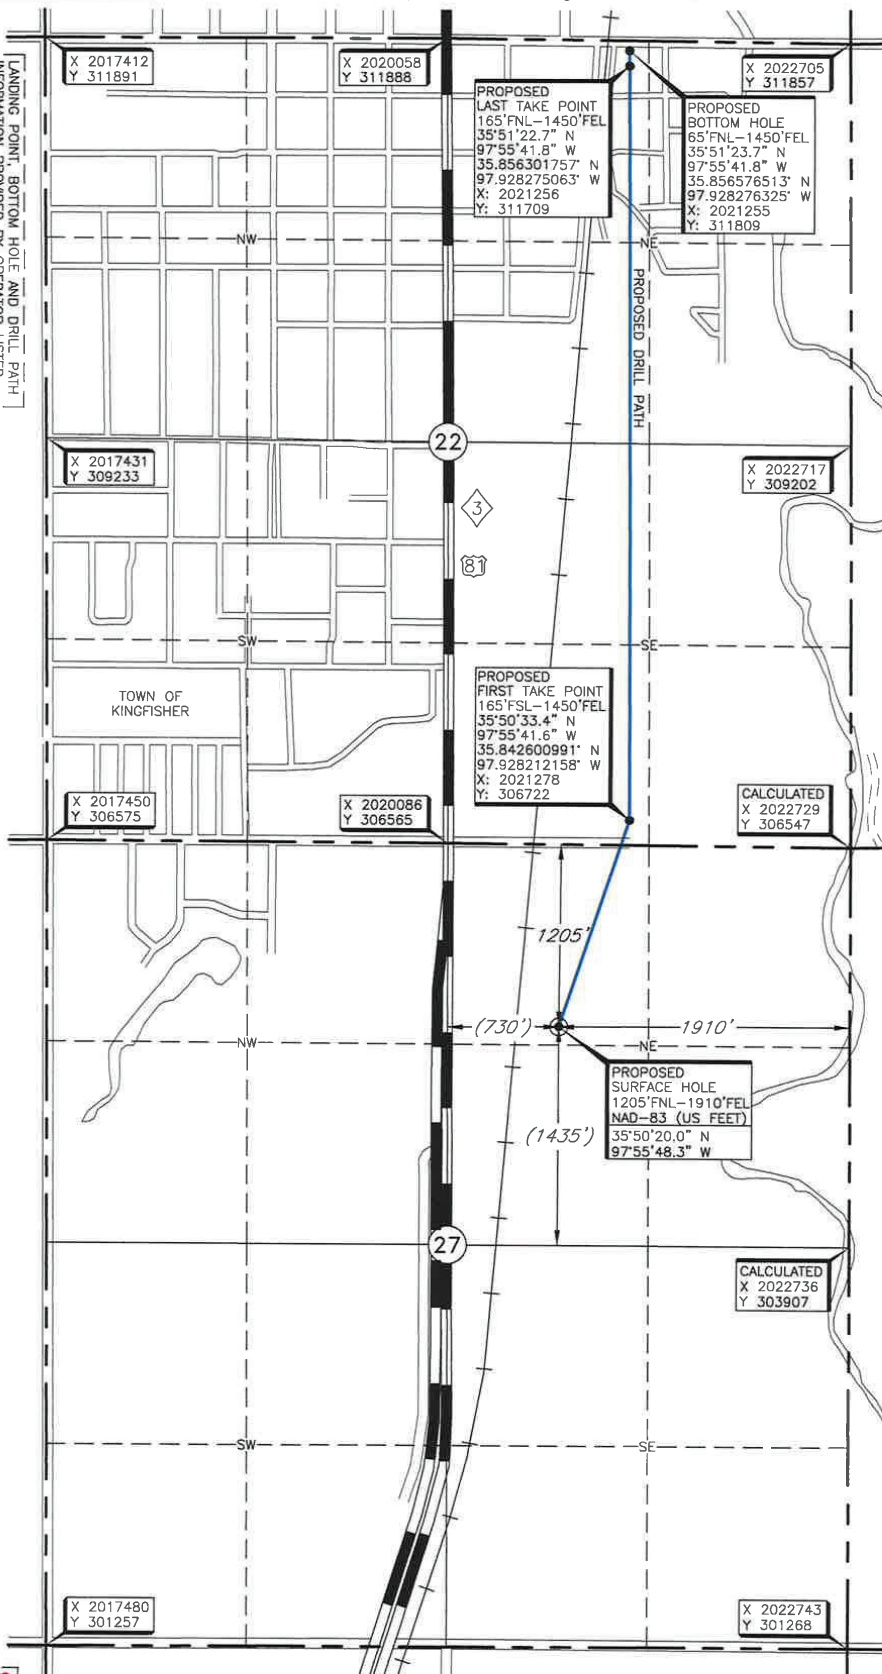 X 2017412
Y 311891
X 2020058
Y 311888
X 2022705
Y 311857
PROPOSED
LAST TAKE POINT
165'FNL-1450'FEL
35°51'22.7" N
97°55'41.8" W
35.856301757° N
97.928275063° W
X: 2021256
Y: 311709
PROPOSED
BOTTOM HOLE
65'FNL-1450'FEL
35°51'23.7" N
97°55'41.8" W
35.856576513° N
97.928276325° W
X: 2021255
Y: 311809
LANDING POINT, BOTTOM HOLE AND DRILL PATH
INFORMATION PROVIDED BY OPERATOR LISTED
NW
NE
PROPOSED DRILL PATH
22
X 2017431
Y 309233
X 2022717
Y 309202
3
81
SW
SE
TOWN OF
KINGFISHER
PROPOSED
FIRST TAKE POINT
165'FSL-1450'FEL
35°50'33.4" N
97°55'41.6" W
35.842600991° N
97.928212158° W
X: 2021278
Y: 306722
X 2017450
Y 306575
X 2020086
Y 306565
CALCULATED
X 2022729
Y 306547
1205'
(730')
1910'
NW
NE
PROPOSED
SURFACE HOLE
1205'FNL-1910'FEL
NAD-83 (US FEET)
35°50'20.0" N
97°55'48.3" W
(1435')
27
CALCULATED
X 2022736
Y 303907
SW
SE
X 2017480
Y 301257
X 2022743
Y 301268